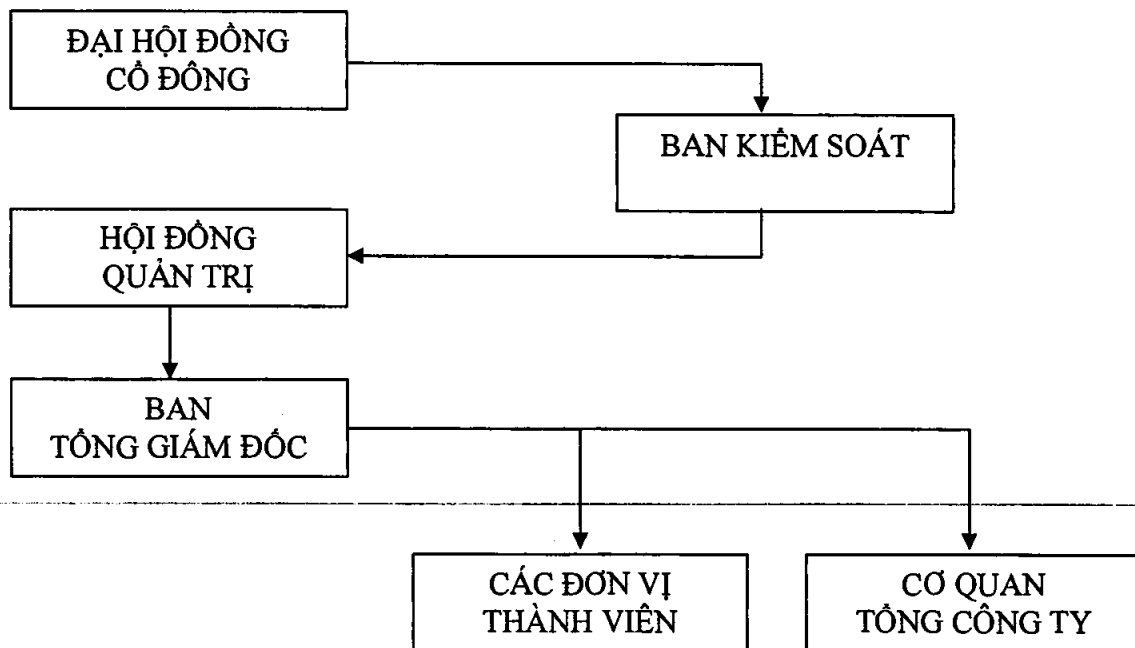 ĐẠI HỘI ĐỒNG
CỔ ĐÔNG
BAN KIỂM SOÁT
HỘI ĐỒNG
QUẢN TRỊ
BAN
TỔNG GIÁM ĐỐC
CÁC ĐƠN VỊ
THÀNH VIÊN
CƠ QUAN
TỔNG CÔNG TY